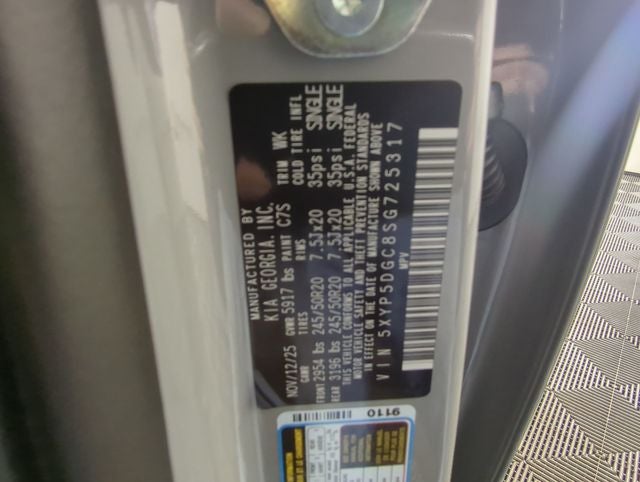 MANUFACTURED BY
KIA GEORGIA, INC.
NOV/12/25 GVWR 5917 lbs PAINT C7S TRIM WK
GAWR TIRES RIMS COLD TIRE INFL
FRONT 2954 lbs 245/50R20 7.5Jx20 35psi SINGLE
REAR 3196 lbs 245/50R20 7.5Jx20 35psi SINGLE
THIS VEHICLE CONFORMS TO ALL APPLICABLE U.S.A. FEDERAL
MOTOR VEHICLE SAFETY AND THEFT PREVENTION STANDARDS
IN EFFECT ON THE DATE OF MANUFACTURE SHOWN ABOVE
VIN 5XYP5DGC8SG725317
MPV
9110